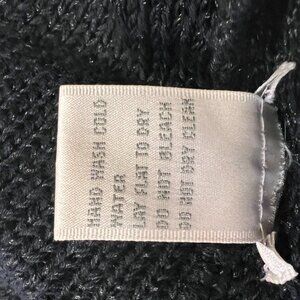 HAND WASH COLD
WATER
LAY FLAT TO DRY
DO NOT BLEACH
DO NOT DRY CLEAN